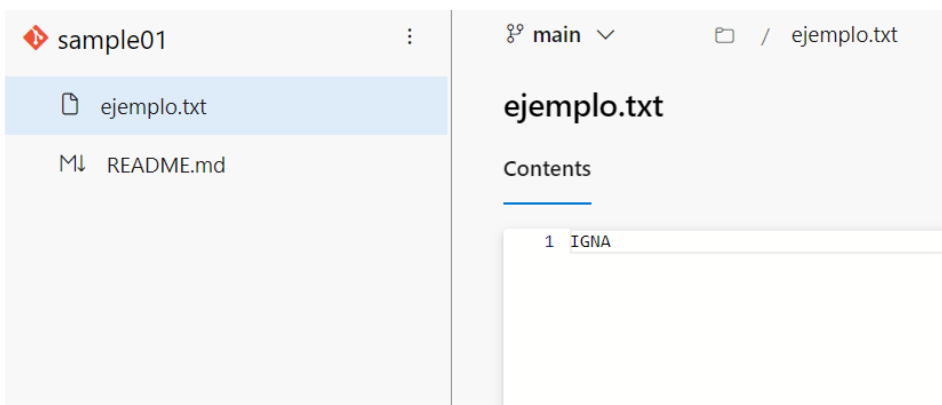 sample01
ejemplo.txt
M↓ README.md
main / ejemplo.txt
ejemplo.txt
Contents
1 IGNA